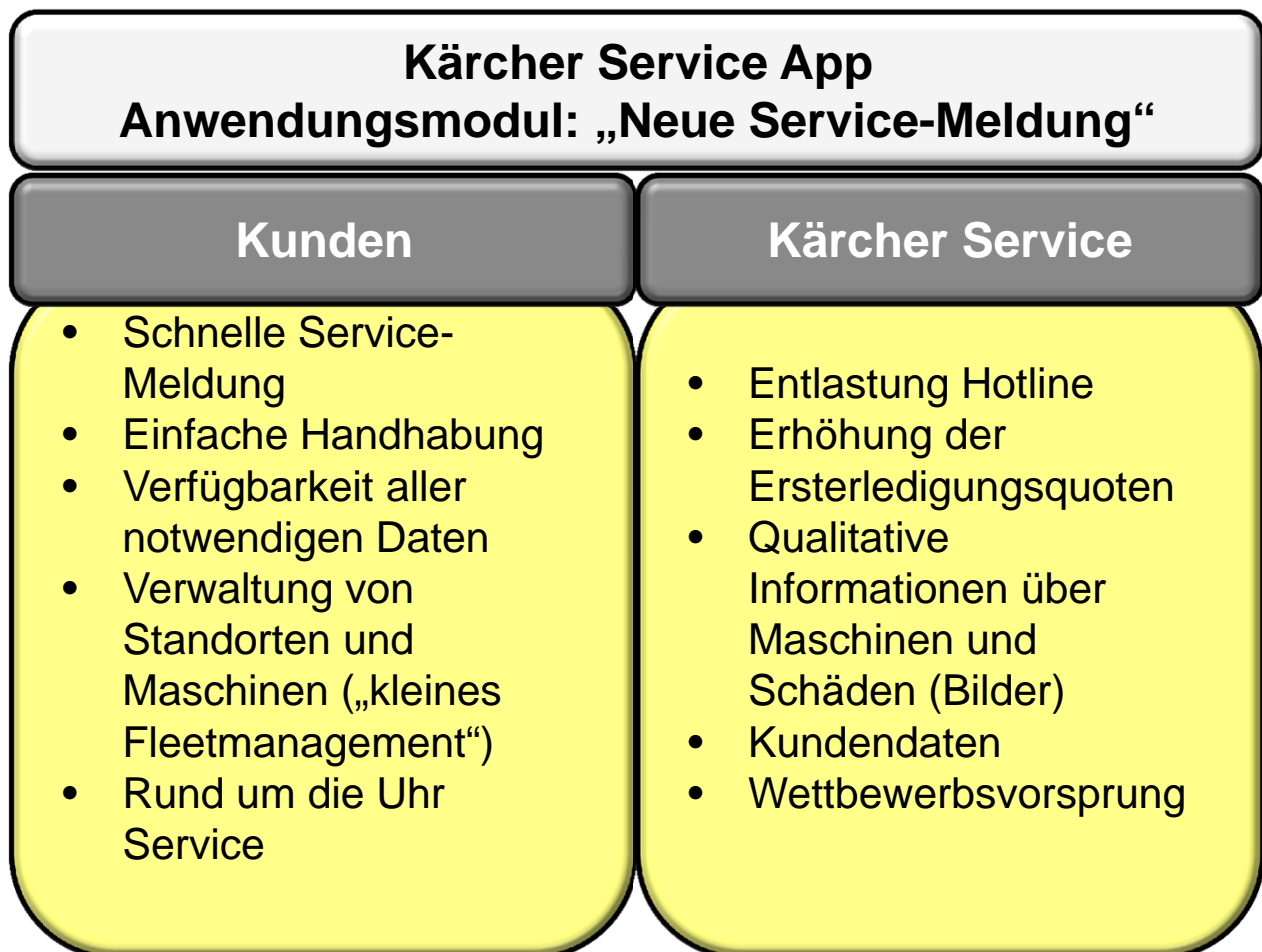 Kärcher Service App
Anwendungsmodul: „Neue Service-Meldung“
Kunden
• Schnelle Service-
Meldung
• Einfache Handhabung
• Verfügbarkeit aller
notwendigen Daten
• Verwaltung von
Standorten und
Maschinen („kleines
Fleetmanagement“)
• Rund um die Uhr
Service
Kärcher Service
• Entlastung Hotline
• Erhöhung der
Ersterledigungsquoten
• Qualitative
Informationen über
Maschinen und
Schäden (Bilder)
• Kundendaten
• Wettbewerbsvorsprung